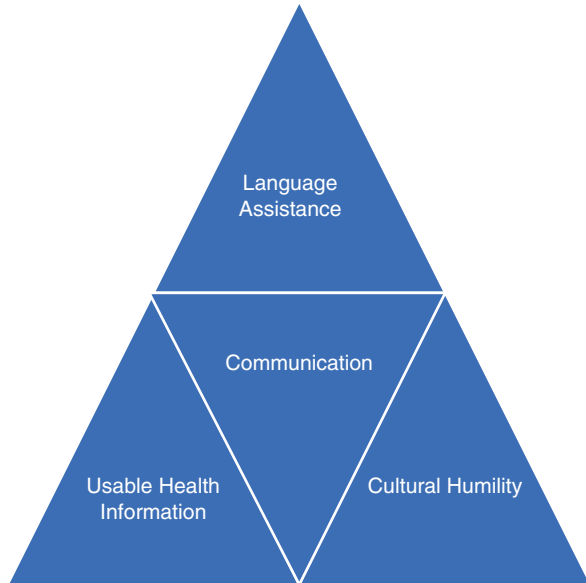 Language
Assistance
Communication
Usable Health
Information
Cultural Humility